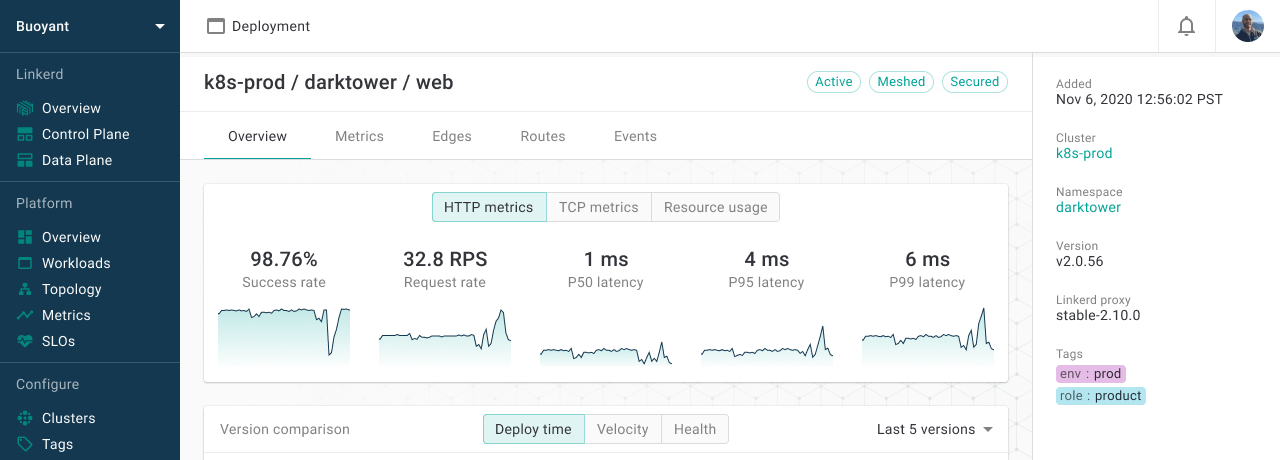 Buoyant
Deployment
Linkerd
Overview
Control Plane
Data Plane
Platform
Overview
Workloads
Topology
Metrics
SLOs
Configure
Clusters
Tags
k8s-prod / darktower / web
Active
Meshed
Secured
Overview
Metrics
Edges
Routes
Events
HTTP metrics
TCP metrics
Resource usage
98.76%
Success rate
32.8 RPS
Request rate
1 ms
P50 latency
4 ms
P95 latency
6 ms
P99 latency
Version comparison
Deploy time
Velocity
Health
Last 5 versions
Added
Nov 6, 2020 12:56:02 PST
Cluster
k8s-prod
Namespace
darktower
Version
v2.0.56
Linkerd proxy
stable-2.10.0
Tags
env : prod
role : product